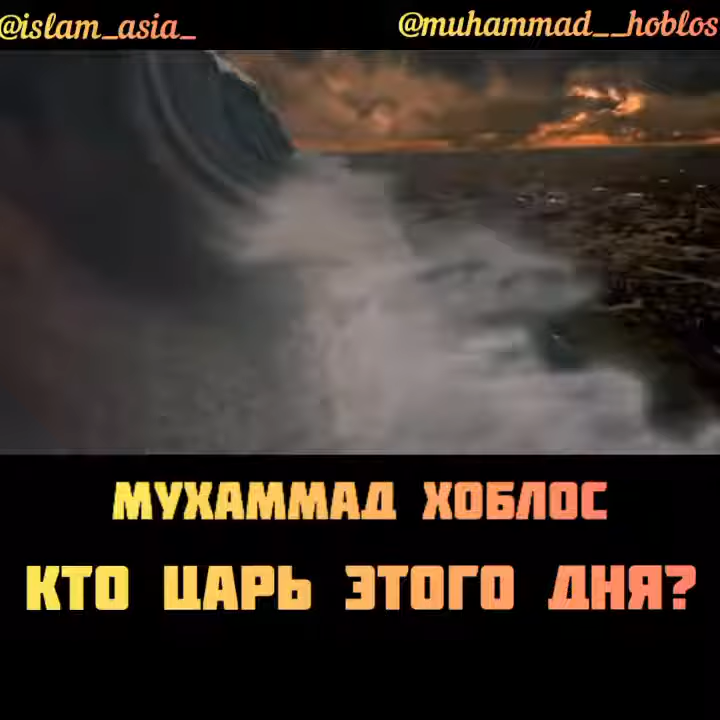 @islam_asia_
@muhammad__hoblos
МУХАММАД ХОБЛОС
КТО ЦАРЬ ЭТОГО ДНЯ?